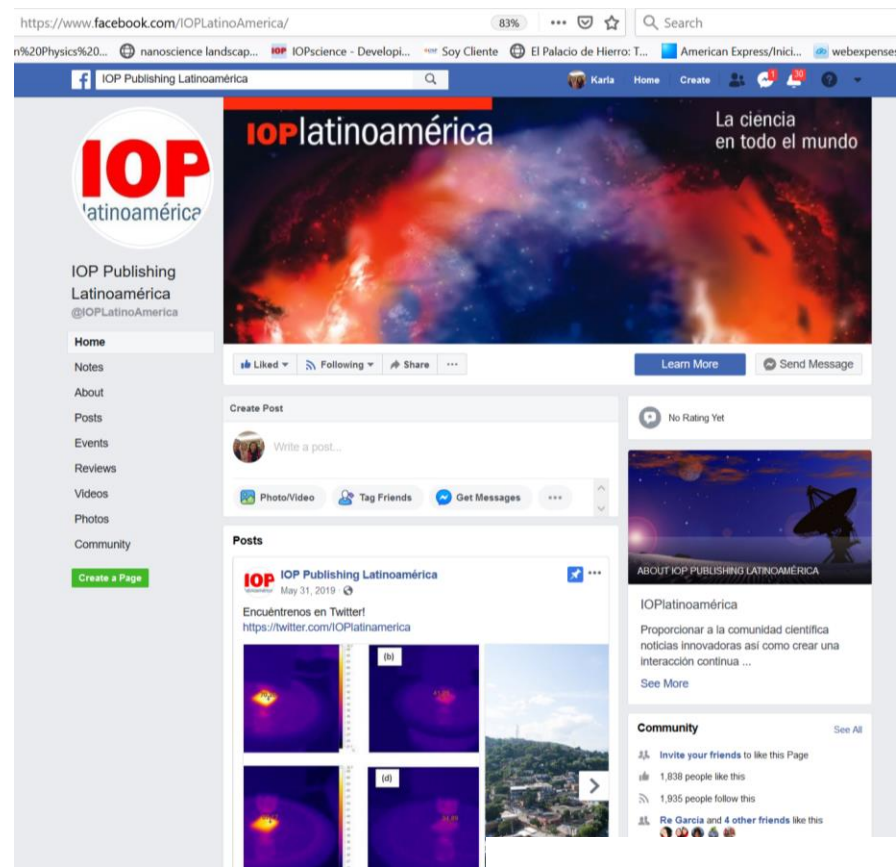 https://www.facebook.com/IOPLatinoAmerica/
83%
Search
n%20Physics%20...
nanoscience landscap...
IOP
IOPscience - Developi...
Soy Cliente
El Palacio de Hierro: T...
American Express/Inici...
webexpenses
IOP Publishing Latinoamérica
Karla
Home
Create
1
30
IOP
latinoamérica
IOPlatinoamérica
La ciencia
en todo el mundo
IOP Publishing
Latinoamérica
@IOPLatinoAmerica
Home
Notes
About
Posts
Events
Reviews
Videos
Photos
Community
Create a Page
Liked
Following
Share
Learn More
Send Message
Create Post
Write a post...
Photo/Video
Tag Friends
Get Messages
Posts
IOP
IOP Publishing Latinoamérica
May 31, 2019
Encuéntrenos en Twitter!
https://twitter.com/IOPlatinamerica
(b)
(d)
No Rating Yet
ABOUT IOP PUBLISHING LATINOAMÉRICA
IOPlatinoamérica
Proporcionar a la comunidad científica
noticias innovadoras así como crear una
interacción continua ...
See More
Community
See All
Invite your friends to like this Page
1,838 people like this
1,935 people follow this
Re Garcia and 4 other friends like this